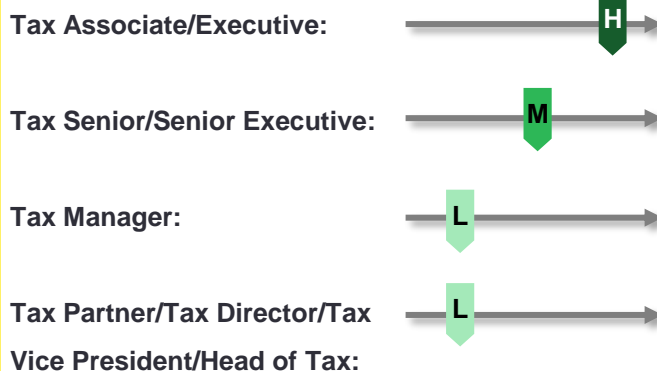 Tax Associate/Executive: H
Tax Senior/Senior Executive: M
Tax Manager: L
Tax Partner/Tax Director/Tax L
Vice President/Head of Tax: